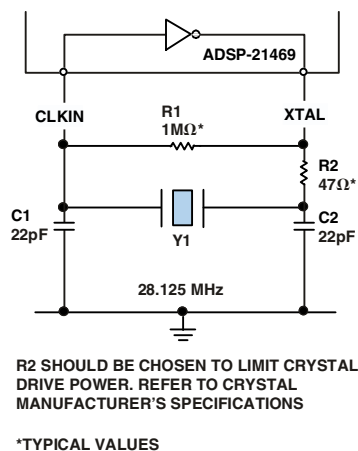 ADSP-21469
CLKIN
XTAL
R1
1MΩ*
R2
47Ω*
C1
22pF
Y1
C2
22pF
28.125 MHz
R2 SHOULD BE CHOSEN TO LIMIT CRYSTAL
DRIVE POWER. REFER TO CRYSTAL
MANUFACTURER'S SPECIFICATIONS
*TYPICAL VALUES